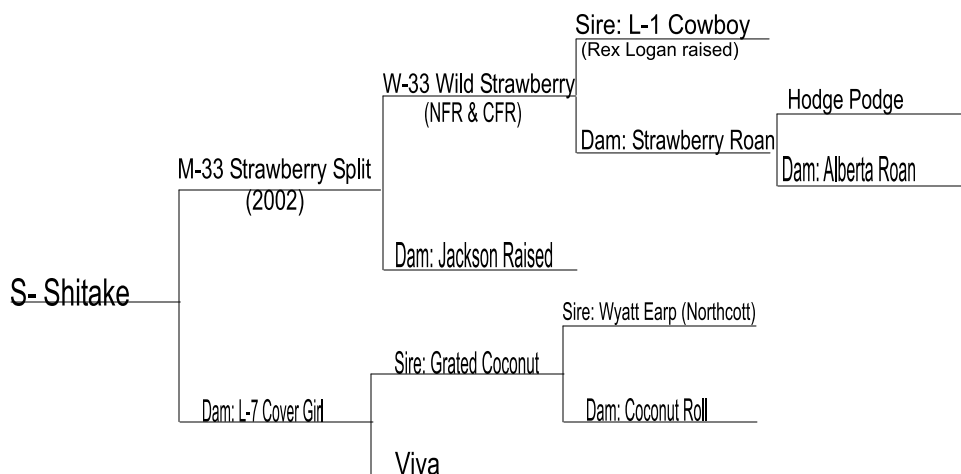 Sire: L-1 Cowboy
(Rex Logan raised)
W-33 Wild Strawberry
(NFR & CFR)
Hodge Podge
Dam: Strawberry Roan
M-33 Strawberry Split
(2002)
Dam: Alberta Roan
Dam: Jackson Raised
S- Shitake
Sire: Wyatt Earp (Northcott)
Sire: Grated Coconut
Dam: L-7 Cover Girl
Dam: Coconut Roll
Viva